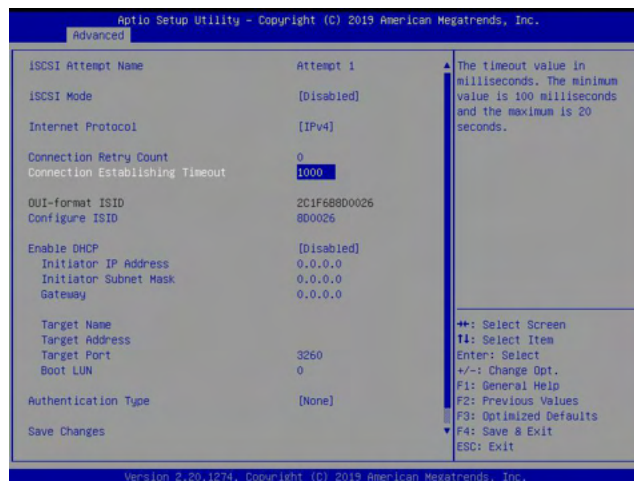 Aptio Setup Utility – Copyright (C) 2019 American Megatrends, Inc.
Advanced
iSCSI Attempt Name Attempt 1
iSCSI Mode [Disabled]
Internet Protocol [IPv4]
Connection Retry Count 0
Connection Establishing Timeout 1000
OUI-format ISID 2C1F6B8D0026
Configure ISID 8D0026
Enable DHCP [Disabled]
Initiator IP Address 0.0.0.0
Initiator Subnet Mask 0.0.0.0
Gateway 0.0.0.0
Target Name
Target Address
Target Port 3260
Boot LUN 0
Authentication Type [None]
Save Changes
The timeout value in
milliseconds. The minimum
value is 100 milliseconds
and the maximum is 20
seconds.
→←: Select Screen
↑↓: Select Item
Enter: Select
+/-: Change Opt.
F1: General Help
F2: Previous Values
F3: Optimized Defaults
F4: Save & Exit
ESC: Exit
Version 2.20.1274. Copyright (C) 2019 American Megatrends, Inc.